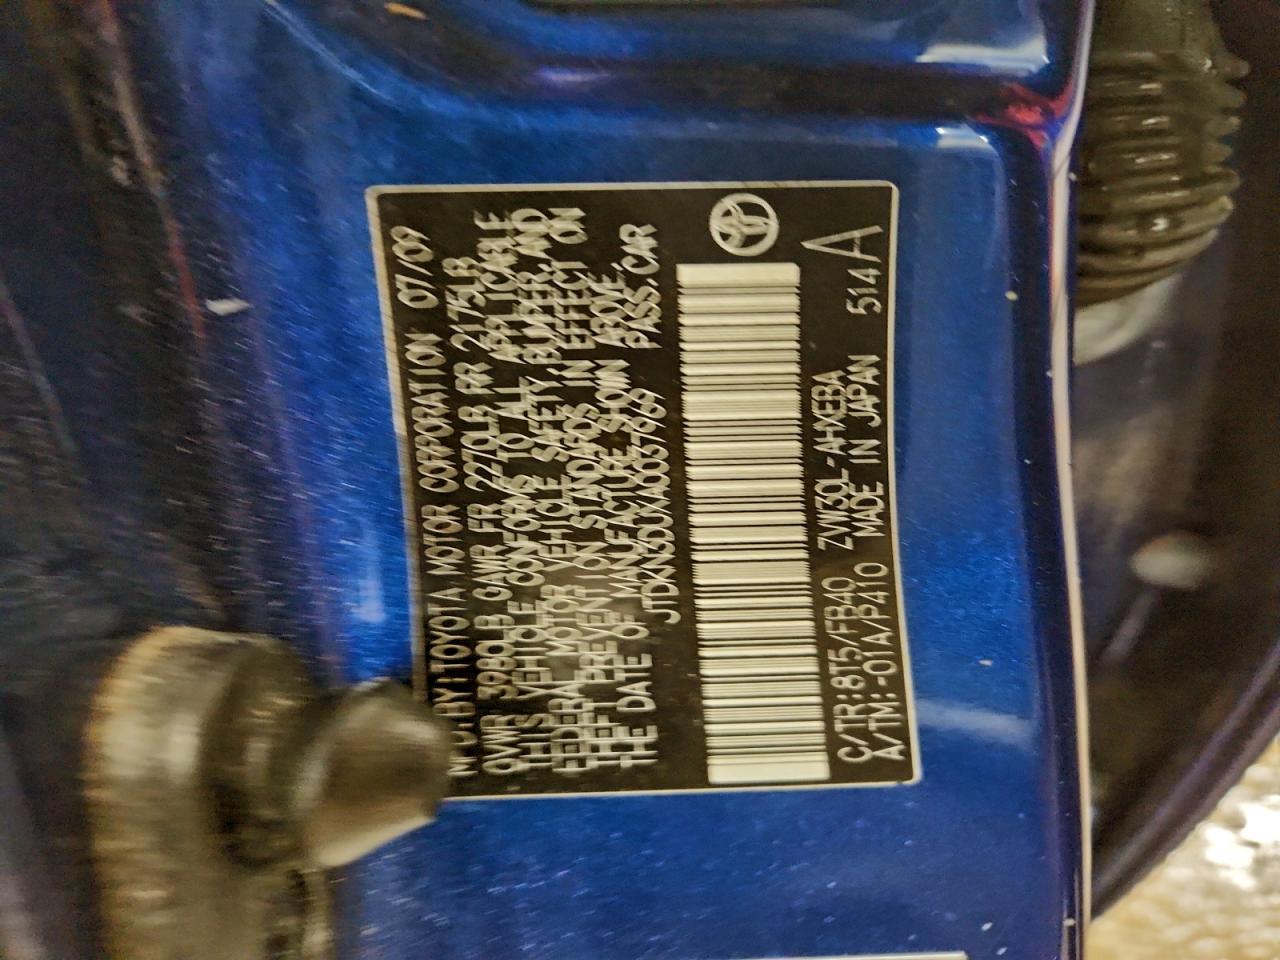 MFD.BY:TOYOTA MOTOR CORPORATION 07/09
GVWR 3980LB GAWR FR 2270LB RR 2175LB
THIS VEHICLE CONFORMS TO ALL APPLICABLE
FEDERAL MOTOR VEHICLE SAFETY, BUMPER, AND
THEFT PREVENTION STANDARDS IN EFFECT ON
THE DATE OF MANUFACTURE SHOWN ABOVE.
PASS.CAR
C/TR:8T5/FB40 ZVW30L-AHXEBA
A/TM:-01A/P410 MADE IN JAPAN 514 A